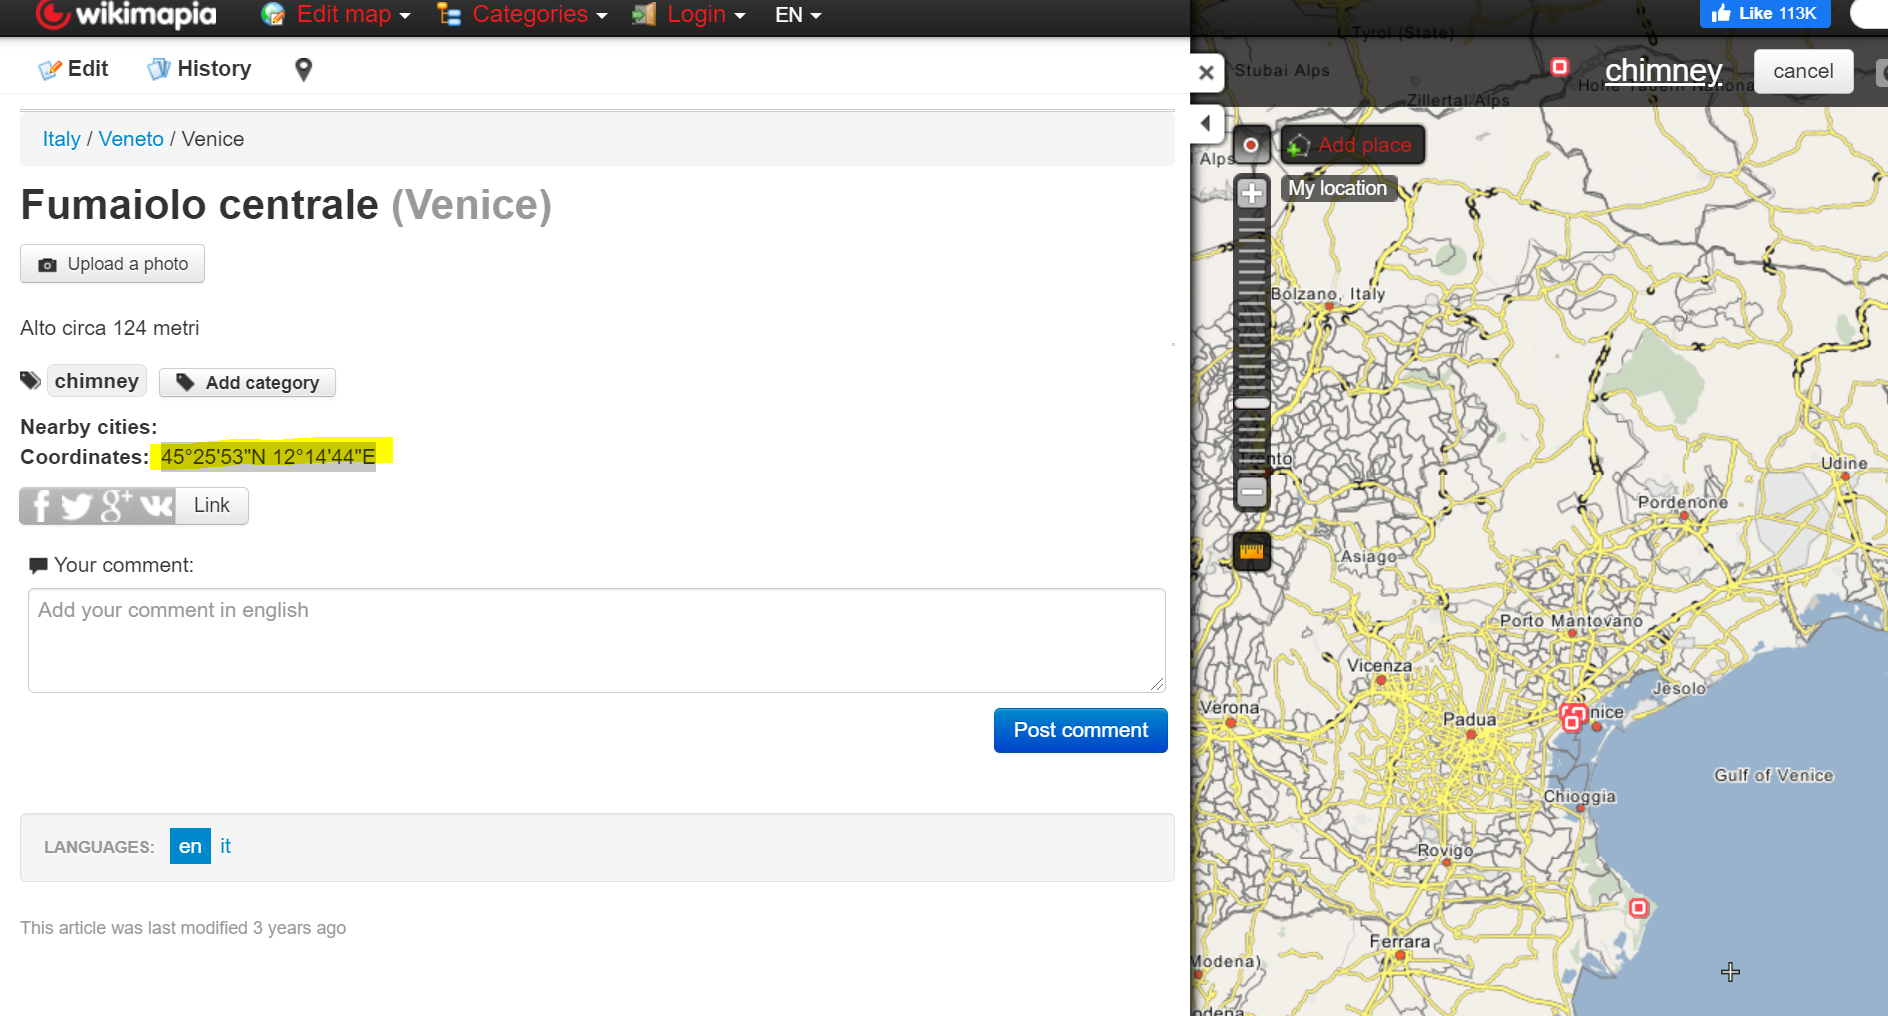 wikimapia
Edit map
Categories
Login
EN
Like 113K
Edit
History
chimney
cancel
Italy / Veneto / Venice
Fumaiolo centrale (Venice)
Upload a photo
Alto circa 124 metri
chimney
Add category
Nearby cities:
Coordinates: 45°25'53"N 12°14'44"E
Link
Your comment:
Add your comment in english
Post comment
LANGUAGES: en it
This article was last modified 3 years ago
Tyrol (State)
Stubai Alps
Zillertal Alps
Alps
Add place
My location
Bolzano, Italy
Trento
Udine
Pordenone
Asiago
Porto Mantovano
Vicenza
Jesolo
Verona
Padua
nice
Gulf of Venice
Chioggia
Rovigo
Ferrara
Modena)
odena